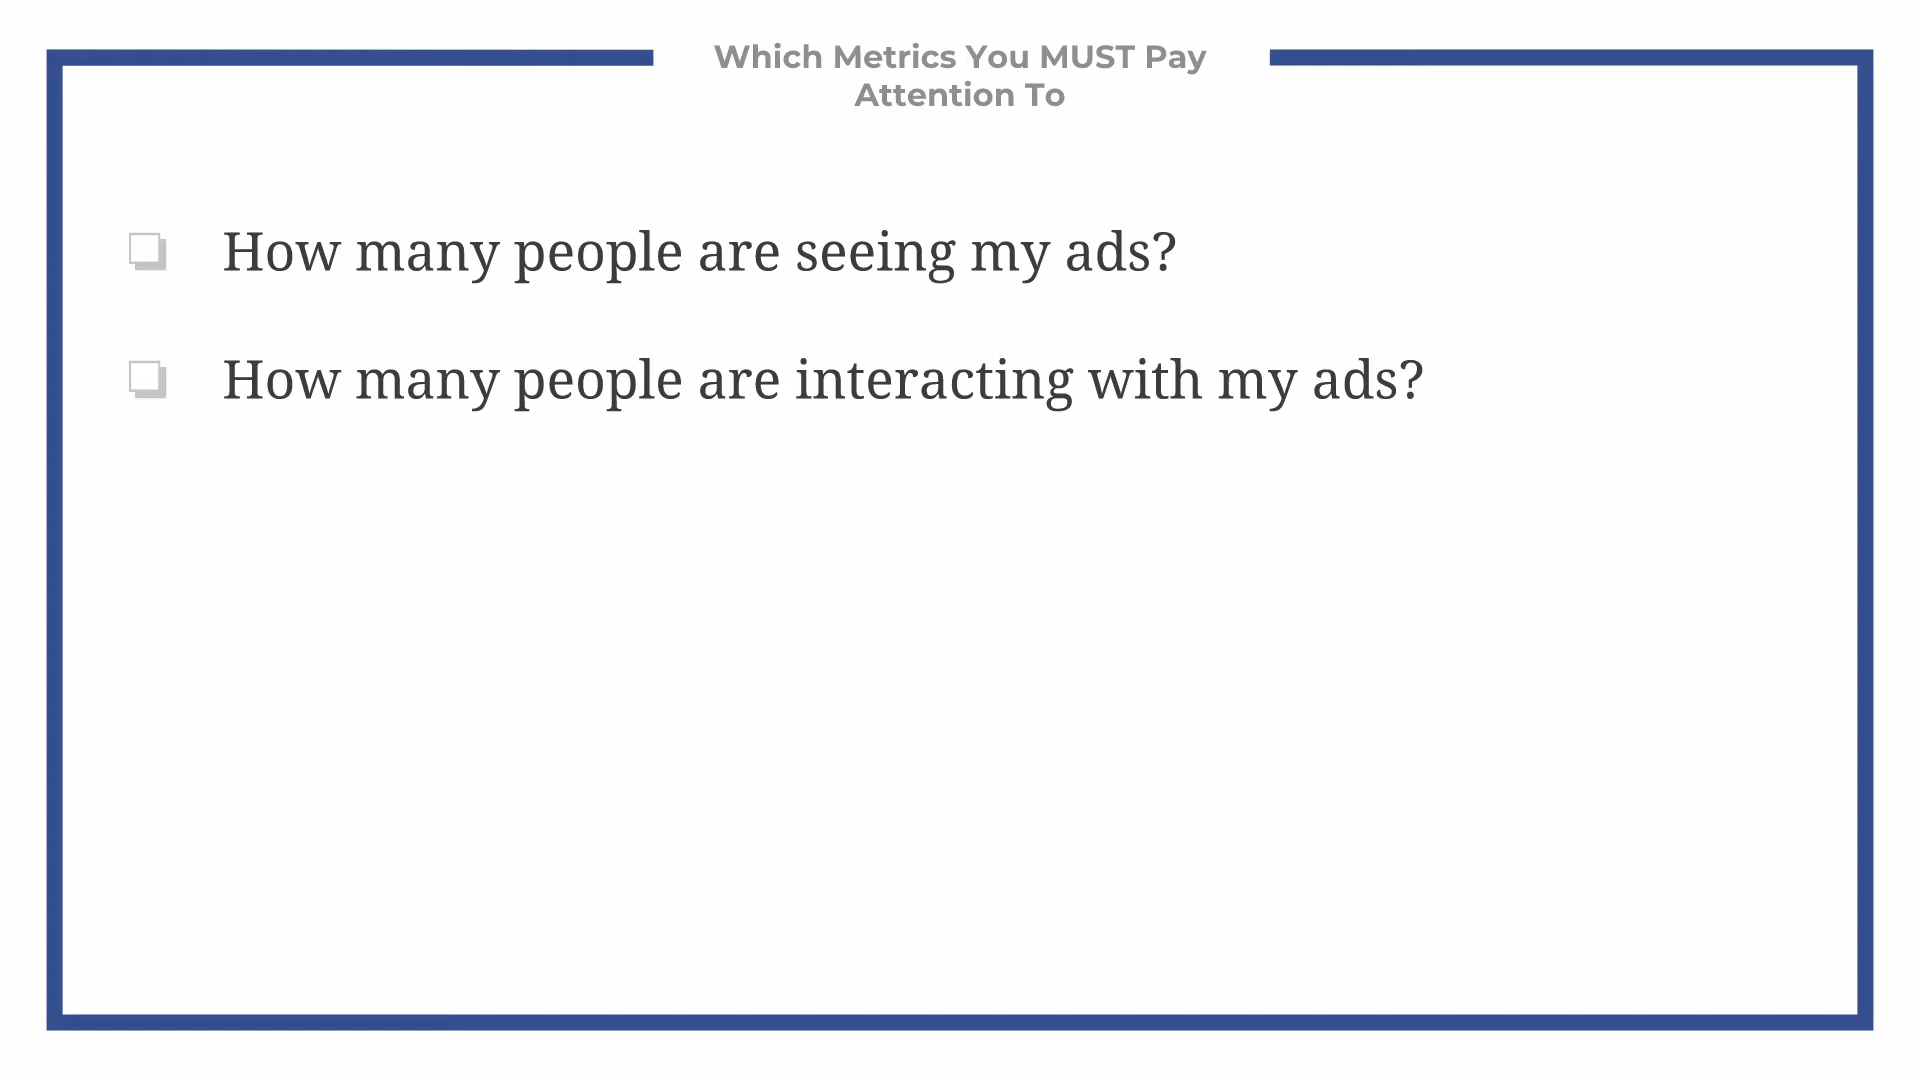 Which Metrics You MUST Pay
Attention To
How many people are seeing my ads?
How many people are interacting with my ads?